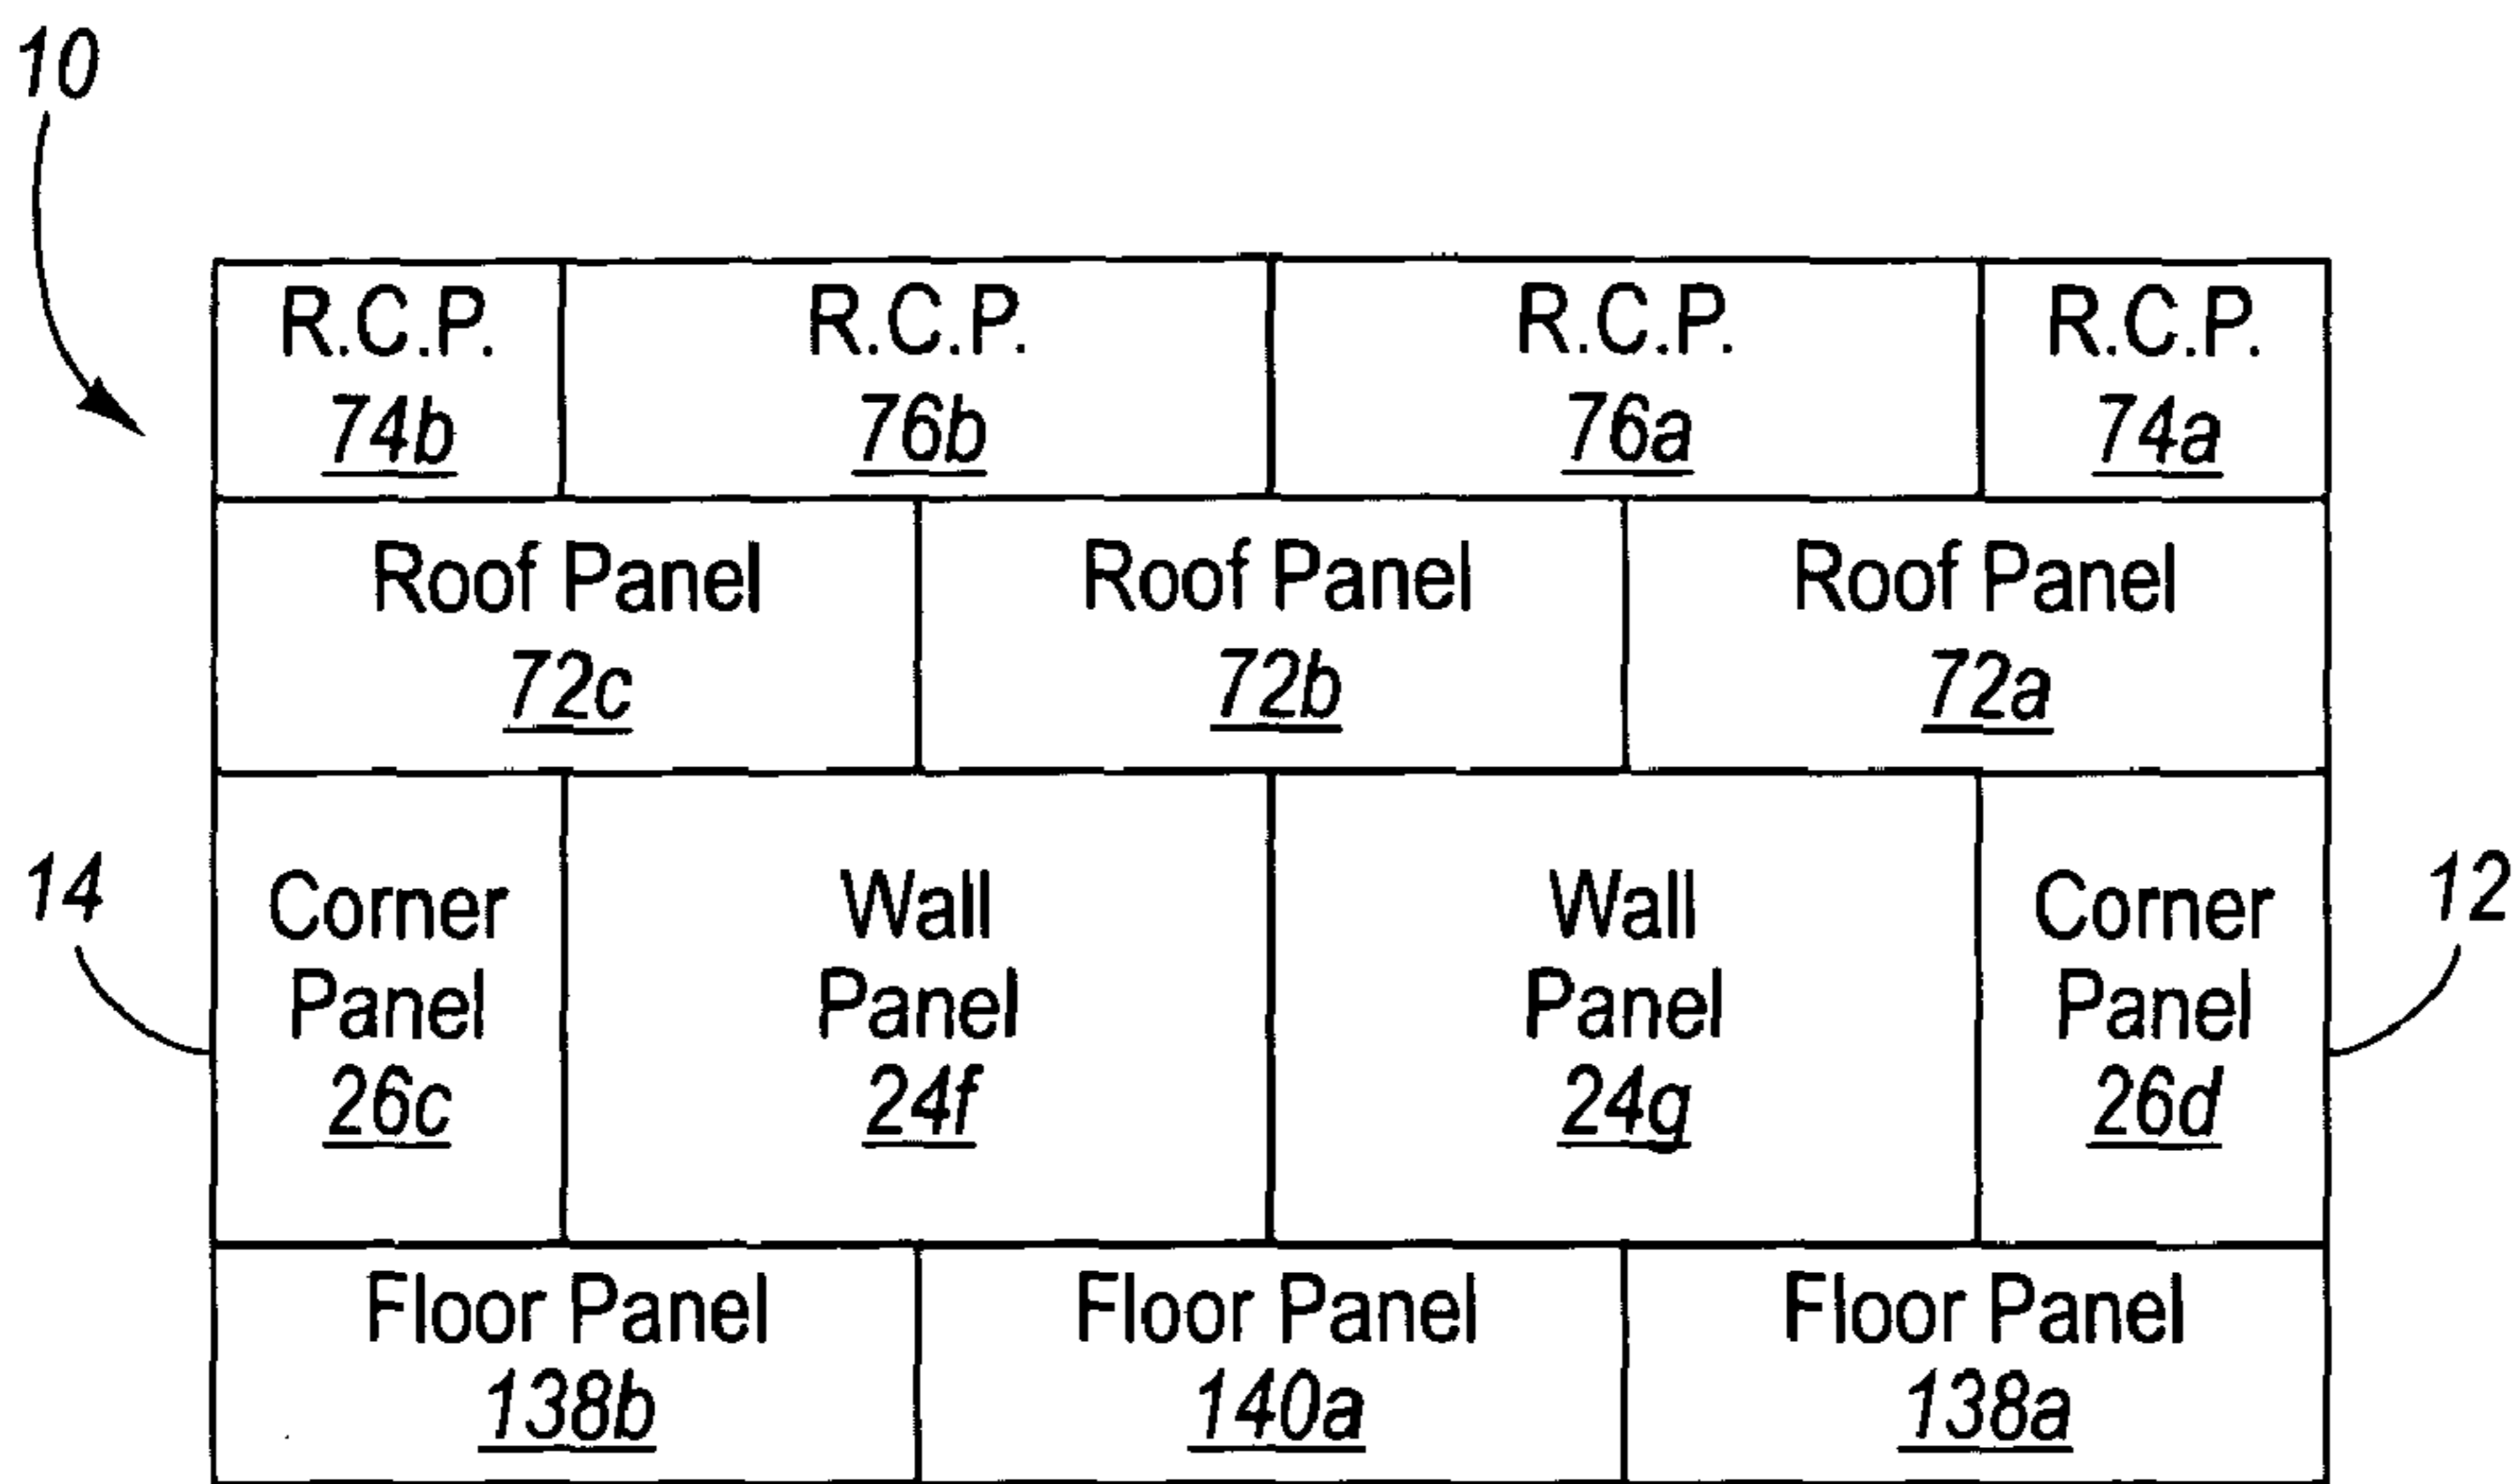 10
R.C.P. R.C.P. R.C.P. R.C.P.
74b 76b 76a 74a
Roof Panel Roof Panel Roof Panel
72c 72b 72a
14 Corner Wall Wall Corner 12
Panel Panel Panel Panel
26c 24f 24g 26d
Floor Panel Floor Panel Floor Panel
138b 140a 138a